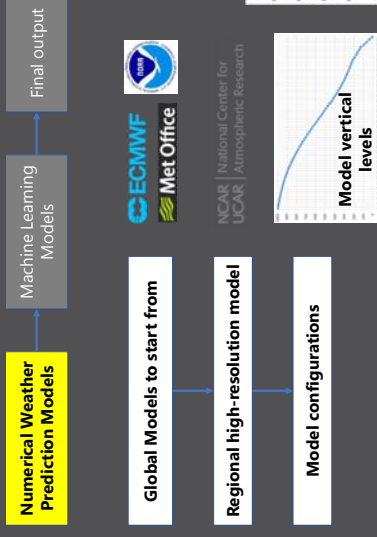 Numerical Weather
Prediction Models
Machine Learning
Models
Final output
Global Models to start from
ECMWF
Met Office
NOAA
Regional high-resolution model
NCAR | National Center for
UCAR | Atmospheric Research
Model configurations
Model vertical
levels